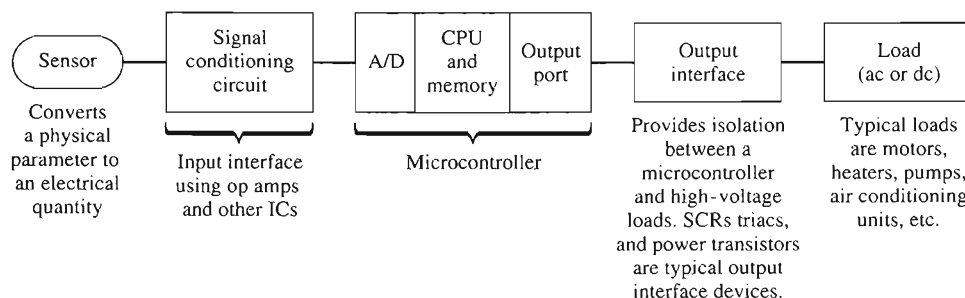 Sensor
Converts
a physical
parameter to
an electrical
quantity
Signal
conditioning
circuit
Input interface
using op amps
and other ICs
A/D
CPU
and
memory
Output
port
Microcontroller
Output
interface
Provides isolation
between a
microcontroller
and high-voltage
loads. SCRs triacs,
and power transistors
are typical output
interface devices.
Load
(ac or dc)
Typical loads
are motors,
heaters, pumps,
air conditioning
units, etc.